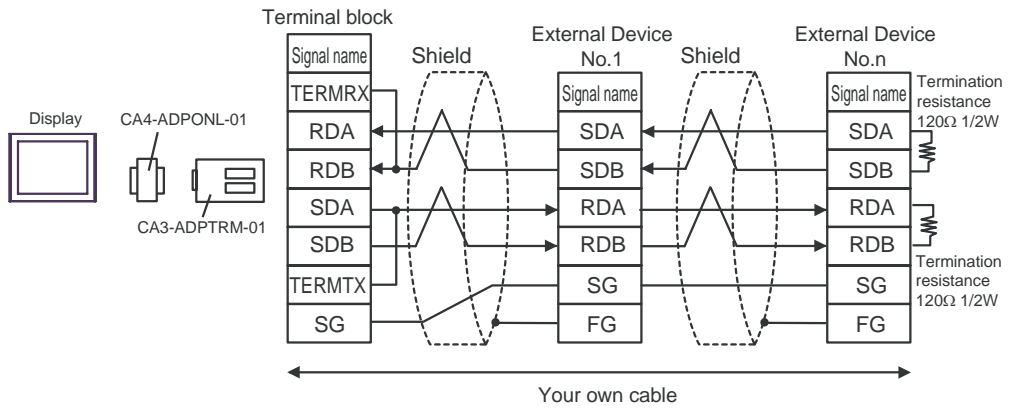 Terminal block
Signal name
TERMRX
RDA
RDB
SDA
SDB
TERMTX
SG
Display
CA4-ADPONL-01
CA3-ADPTRM-01
Shield
External Device
No.1
Signal name
SDA
SDB
RDA
RDB
SG
FG
Shield
External Device
No.n
Signal name
SDA
SDB
RDA
RDB
SG
FG
Termination
resistance
120Ω 1/2W
Termination
resistance
120Ω 1/2W
Your own cable